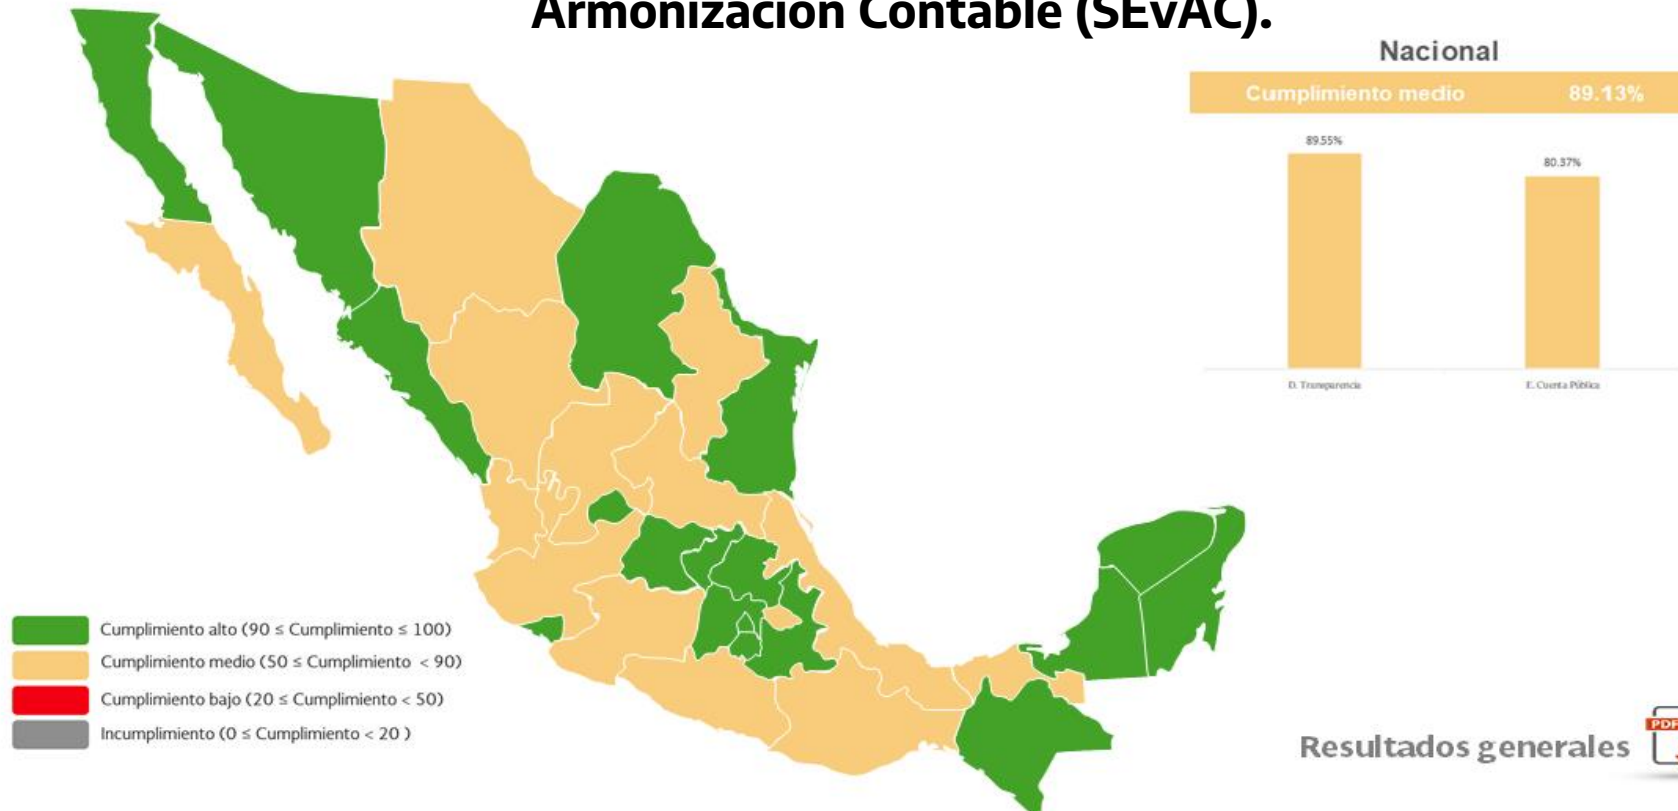 Armonización Contable (SEvAC).
Nacional
Cumplimiento medio 89.13%
89.55%
80.37%
D. Transparencia
E. Cuenta Pública
Cumplimiento alto (90 ≤ Cumplimiento ≤ 100)
Cumplimiento medio (50 ≤ Cumplimiento < 90)
Cumplimiento bajo (20 ≤ Cumplimiento < 50)
Incumplimiento (0 ≤ Cumplimiento < 20 )
Resultados generales
PDF